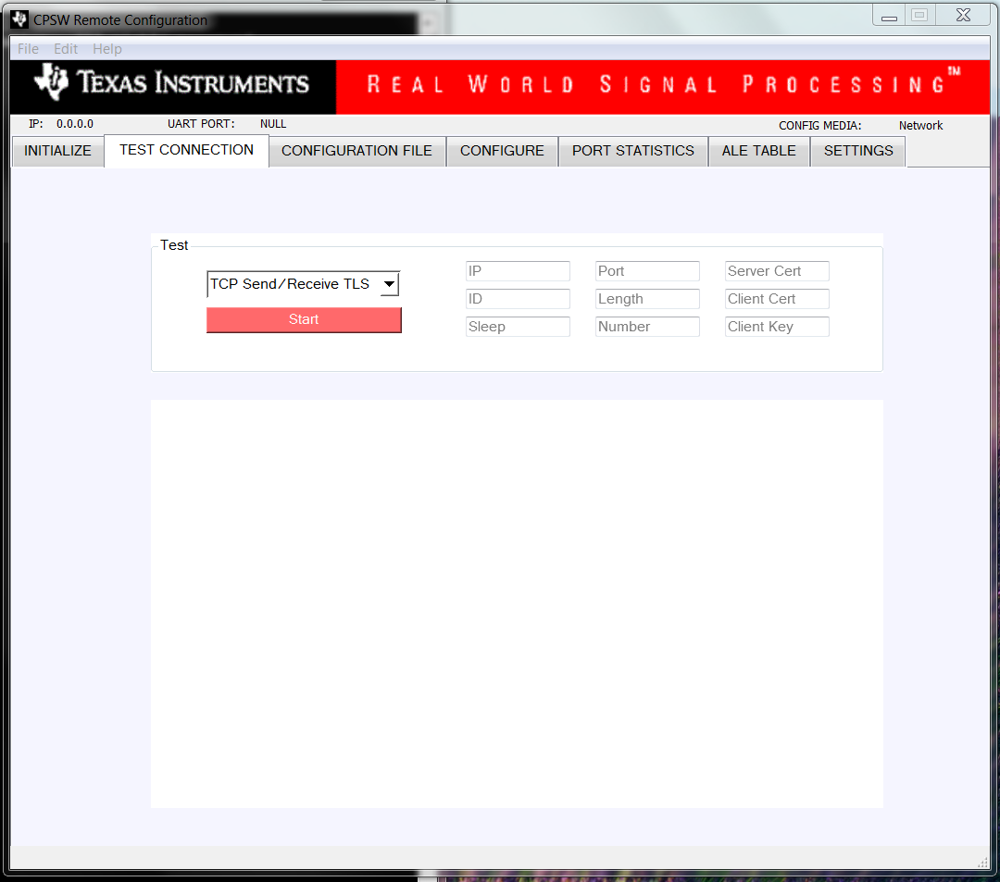 CPSW Remote Configuration
File Edit Help
TEXAS INSTRUMENTS REAL WORLD SIGNAL PROCESSING™
IP: 0.0.0.0 UART PORT: NULL CONFIG MEDIA: Network
INITIALIZE TEST CONNECTION CONFIGURATION FILE CONFIGURE PORT STATISTICS ALE TABLE SETTINGS
Test
TCP Send/Receive TLS IP Port Server Cert
ID Length Client Cert
Start Sleep Number Client Key